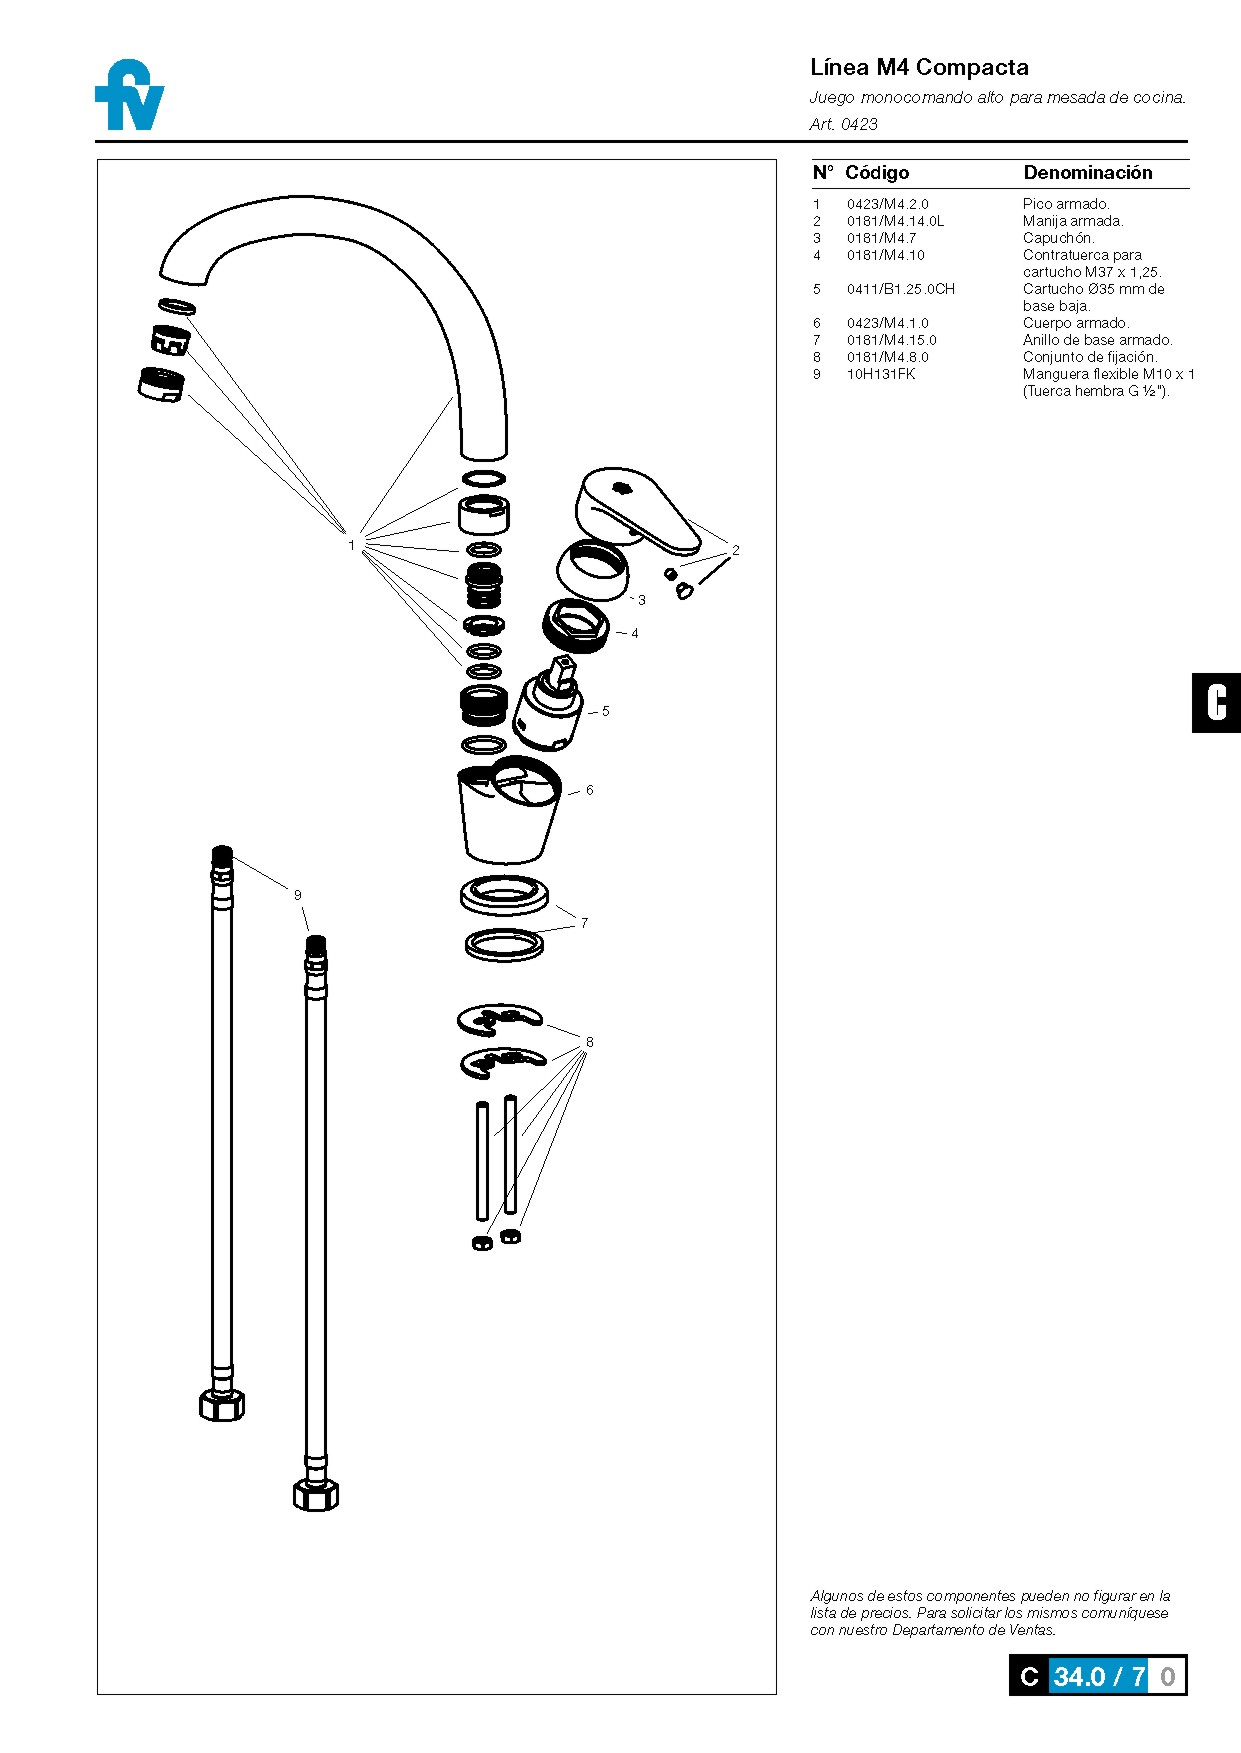 fv
Línea M4 Compacta
Juego monocomando alto para mesada de cocina.
Art. 0423
N° Código Denominación
1 0423/M4.2.0 Pico armado.
2 0181/M4.14.0L Manija armada.
3 0181/M4.7 Capuchón.
4 0181/M4.10 Contratuerca para
cartucho M37 x 1,25.
5 0411/B1.25.0CH Cartucho Ø35 mm de
base baja.
6 0423/M4.1.0 Cuerpo armado.
7 0181/M4.15.0 Anillo de base armado.
8 0181/M4.8.0 Conjunto de fijación.
9 10H131FK Manguera flexible M10 x 1
(Tuerca hembra G ½").
1
2
3
4
5
6
9
7
8
C
Algunos de estos componentes pueden no figurar en la
lista de precios. Para solicitar los mismos comuníquese
con nuestro Departamento de Ventas.
C 34.0 / 7 0